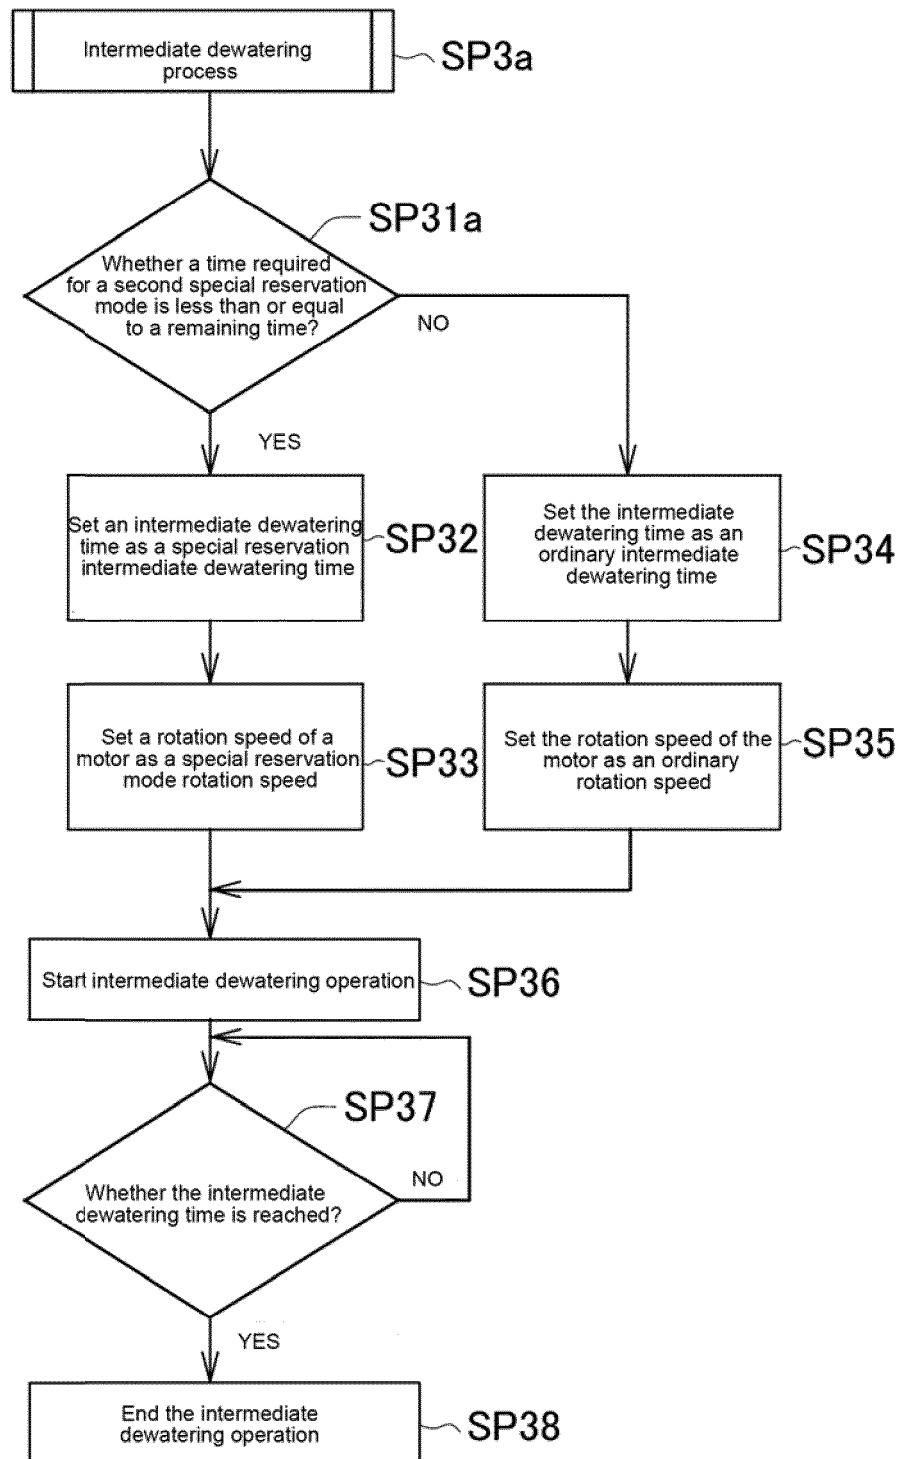 Intermediate dewatering
process
SP3a
SP31a
Whether a time required
for a second special reservation
mode is less than or equal
to a remaining time?
NO
YES
Set an intermediate dewatering
time as a special reservation
intermediate dewatering time
SP32
Set the intermediate
dewatering time as an
ordinary intermediate
dewatering time
SP34
Set a rotation speed of a
motor as a special reservation
mode rotation speed
SP33
Set the rotation speed of the
motor as an ordinary
rotation speed
SP35
Start intermediate dewatering operation
SP36
SP37
Whether the intermediate
dewatering time is reached?
NO
YES
End the intermediate
dewatering operation
SP38